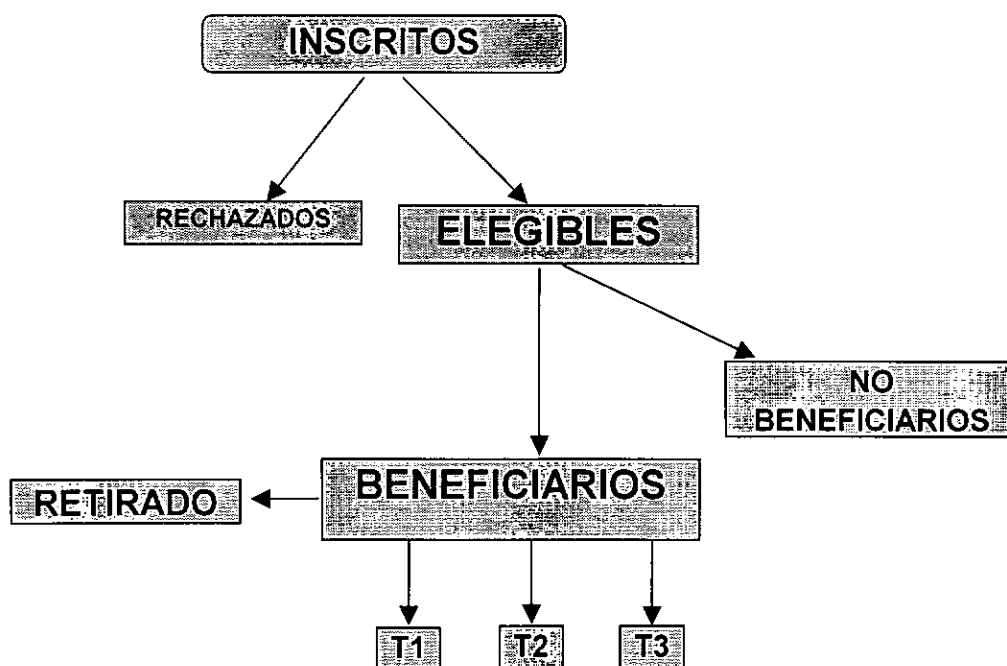 INSCRITOS
RECHAZADOS
ELEGIBLES
NO
BENEFICIARIOS
BENEFICIARIOS
RETIRADO
T1
T2
T3